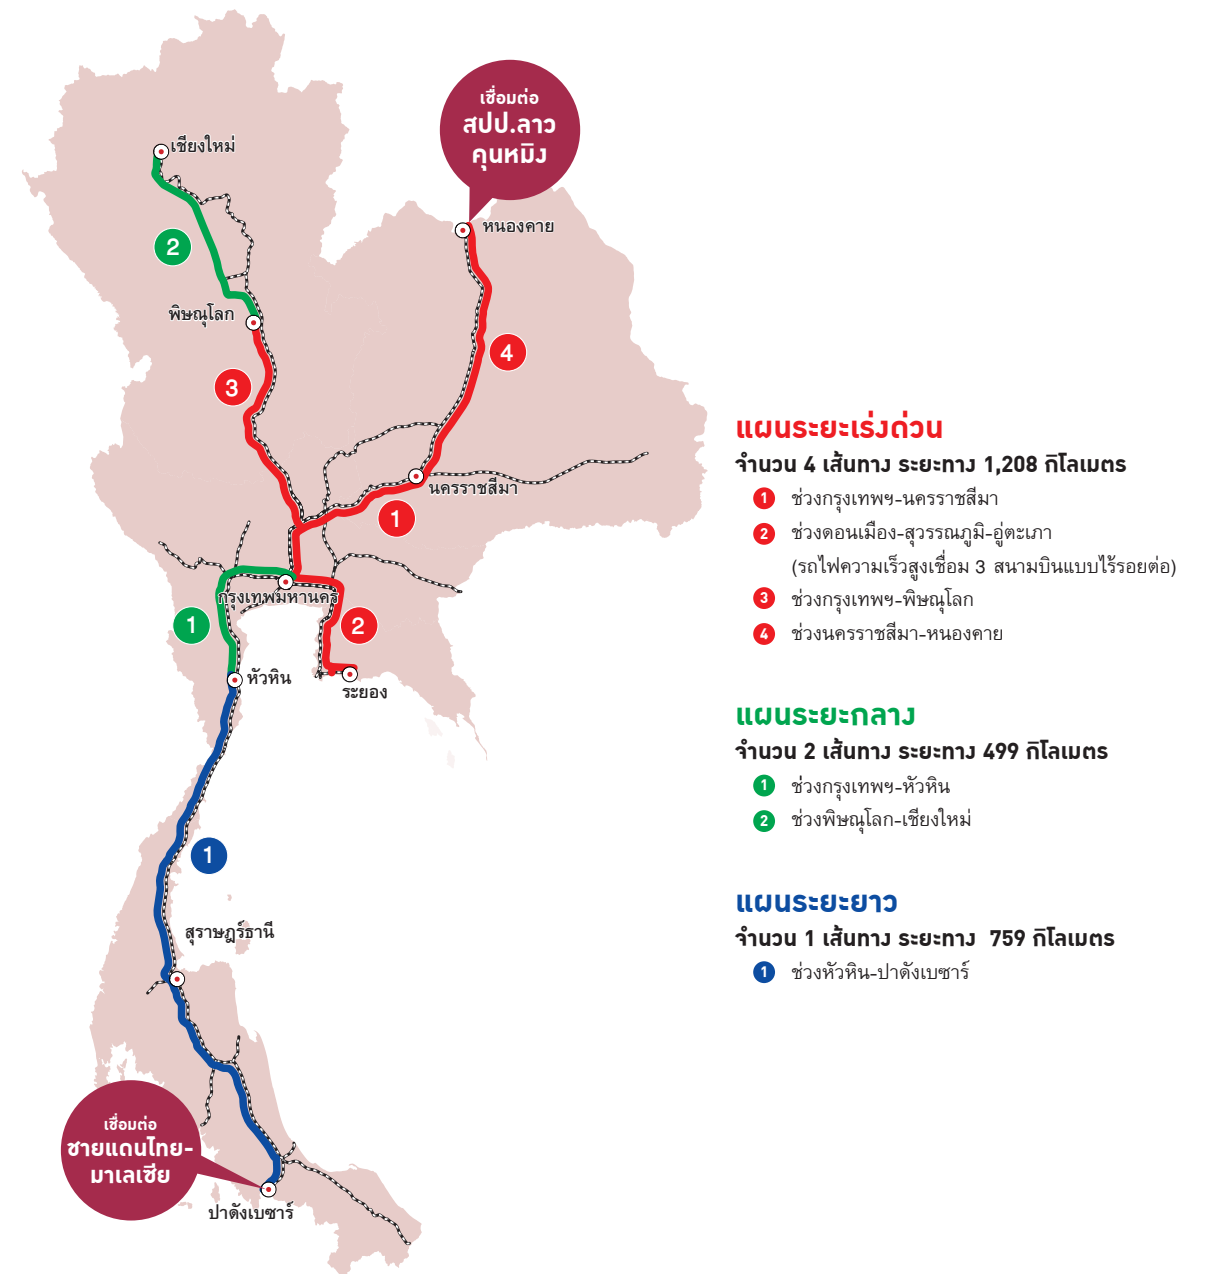 เชื่อมต่อ
สปป.ลาว
คุนหมิง
เชียงใหม่
หนองคาย
2
พิษณุโลก
4
3
นครราชสีมา
1
กรุงเทพมหานคร
1
2
หัวหิน
ระยอง
1
สุราษฎร์ธานี
เชื่อมต่อ
ชายแดนไทย-
มาเลเซีย
ปาดังเบซาร์
แผนระยะเร่งด่วน
จำนวน 4 เส้นทาง ระยะทาง 1,208 กิโลเมตร
1 ช่วงกรุงเทพฯ-นครราชสีมา
2 ช่วงดอนเมือง-สุวรรณภูมิ-อู่ตะเภา
(รถไฟความเร็วสูงเชื่อม 3 สนามบินแบบไร้รอยต่อ)
3 ช่วงกรุงเทพฯ-พิษณุโลก
4 ช่วงนครราชสีมา-หนองคาย
แผนระยะกลาง
จำนวน 2 เส้นทาง ระยะทาง 499 กิโลเมตร
1 ช่วงกรุงเทพฯ-หัวหิน
2 ช่วงพิษณุโลก-เชียงใหม่
แผนระยะยาว
จำนวน 1 เส้นทาง ระยะทาง 759 กิโลเมตร
1 ช่วงหัวหิน-ปาดังเบซาร์